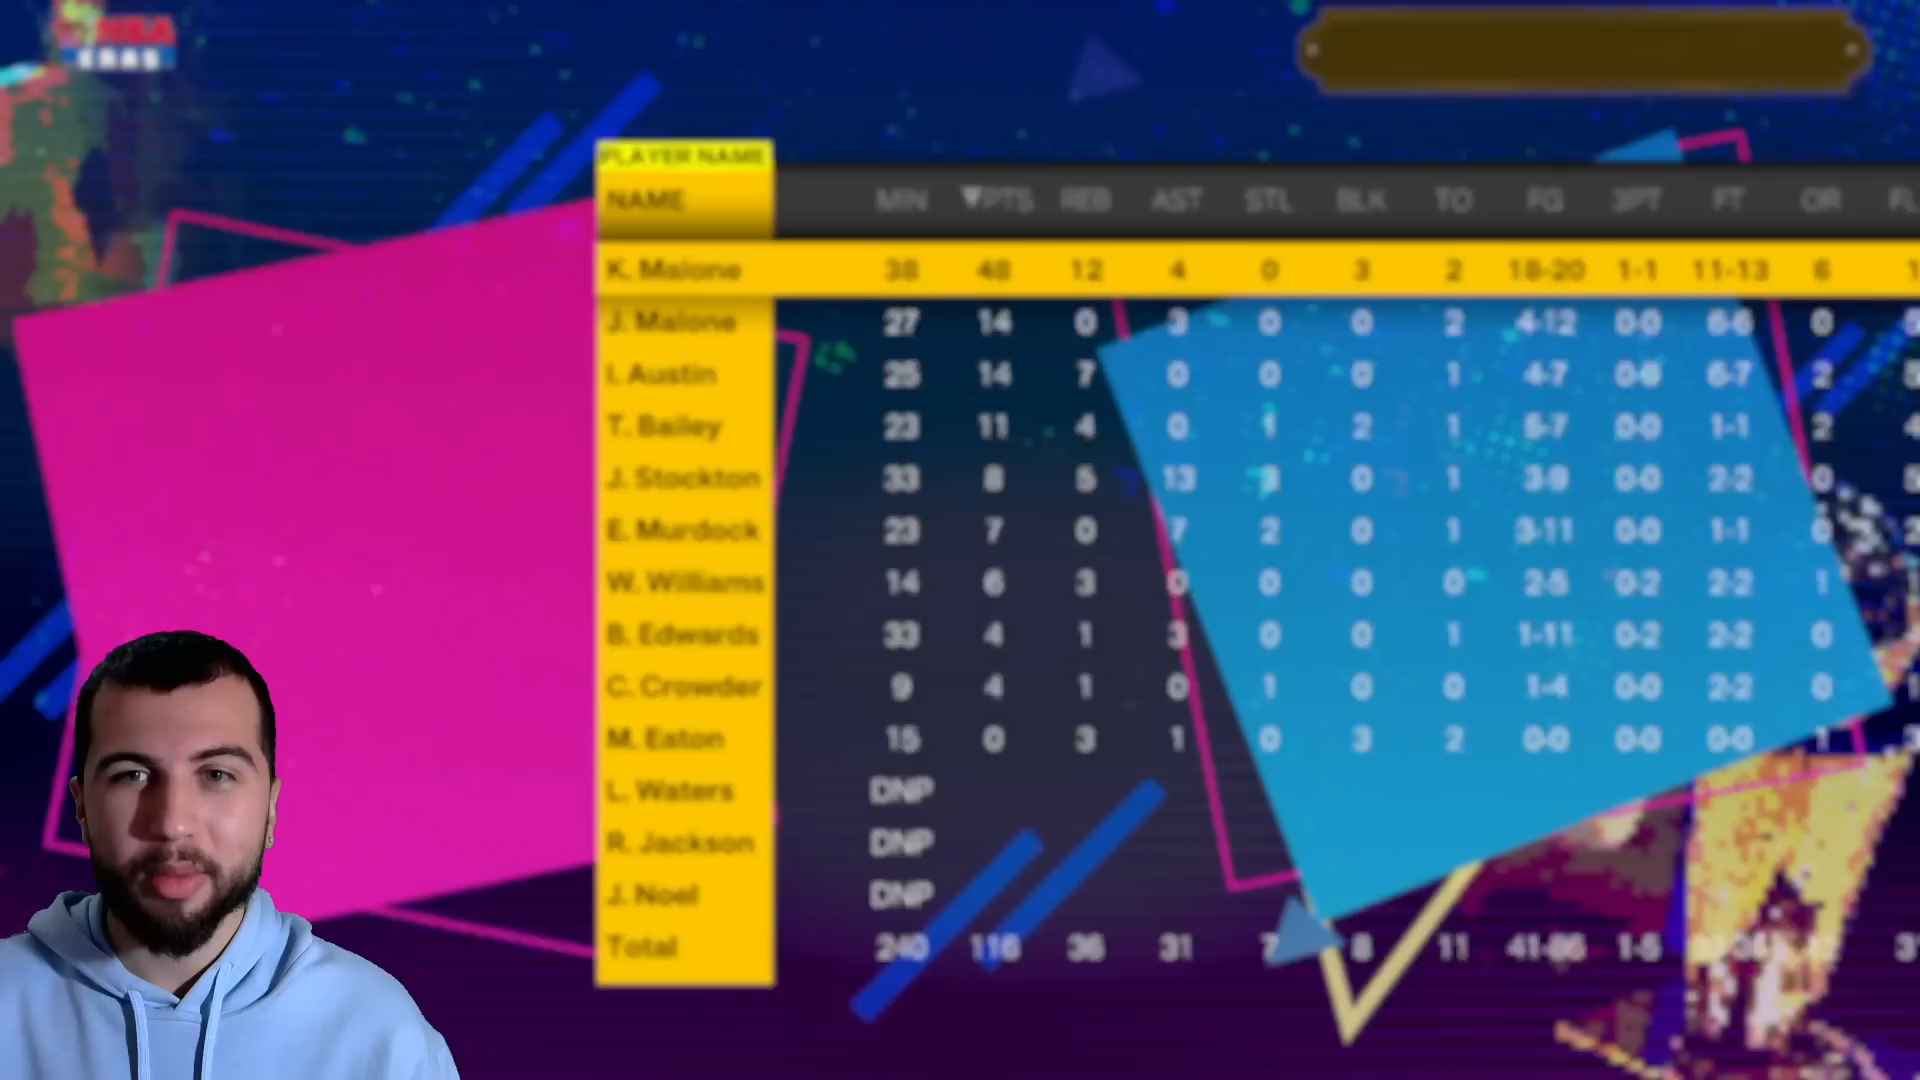 NBA
ERAS
PLAYER NAME
NAME MIN PTS REB AST STL BLK TO FG 3PT FT OR
K. Malone 38 48 12 4 0 3 2 18-20 1-1 11-13 6
J. Malone 27 14 0 3 0 0 2 4-12 0-0 6-6 0
I. Austin 25 14 7 0 0 0 1 4-7 0-0 6-7 2
T. Bailey 23 11 4 0 1 2 1 5-7 0-0 1-1 2
J. Stockton 33 8 5 13 3 0 1 3-9 0-0 2-2 0
E. Murdock 23 7 0 7 2 0 1 3-11 0-0 1-1 0
W. Williams 14 6 3 0 0 0 0 2-5 0-2 2-2 1
B. Edwards 33 4 1 3 0 0 1 1-11 0-2 2-2 0
C. Crowder 9 4 1 0 1 0 0 1-4 0-0 2-2 0
M. Eaton 15 0 3 1 0 3 2 0-0 0-0 0-0 1
L. Waters DNP
R. Jackson DNP
J. Noel DNP
Total 240 116 36 31 7 8 11 41-86 1-5